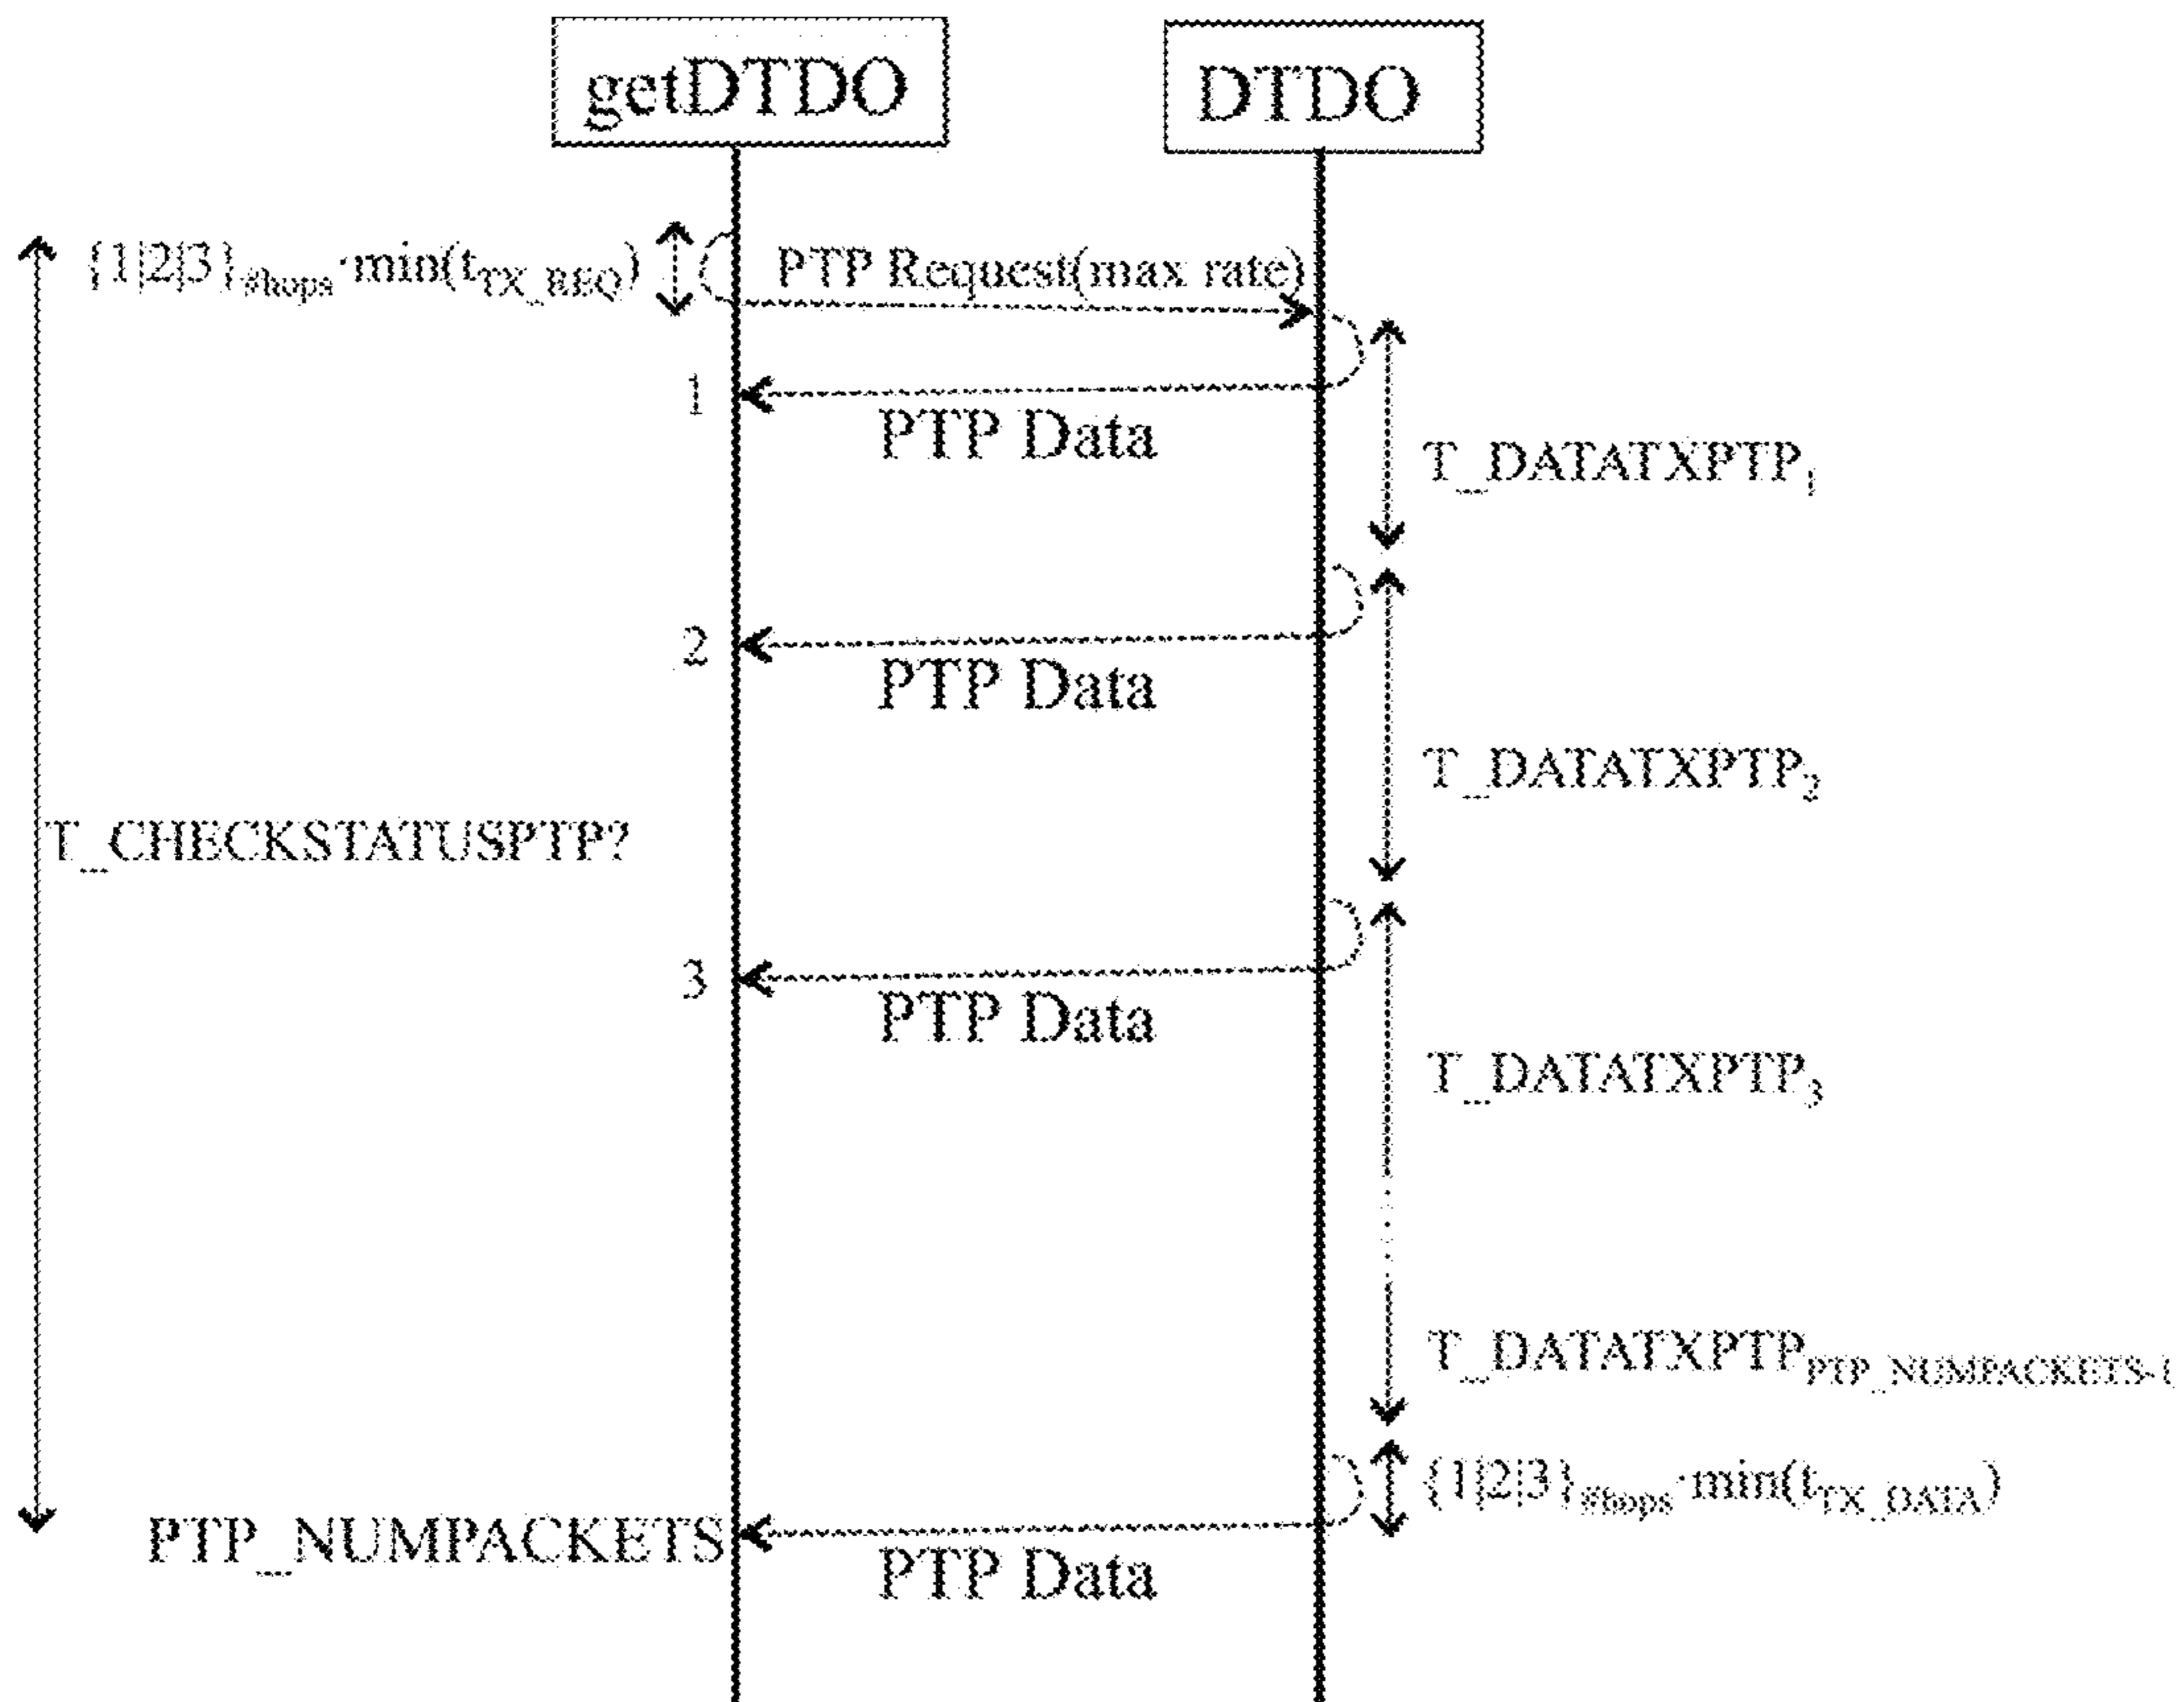 getDTDO
DTDO
{1|2|3}#hops·min(tTX_REQ)
PTP Request(max rate)
1
PTP Data
T_DATATXPTP1
2
PTP Data
T_DATATXPTP2
T_CHECKSTATUSPTP?
3
PTP Data
T_DATATXPTP3
T_DATATXPTPPTP_NUMPACKETS-1
{1|2|3}#hops·min(tTX_DATA)
PTP_NUMPACKETS
PTP Data